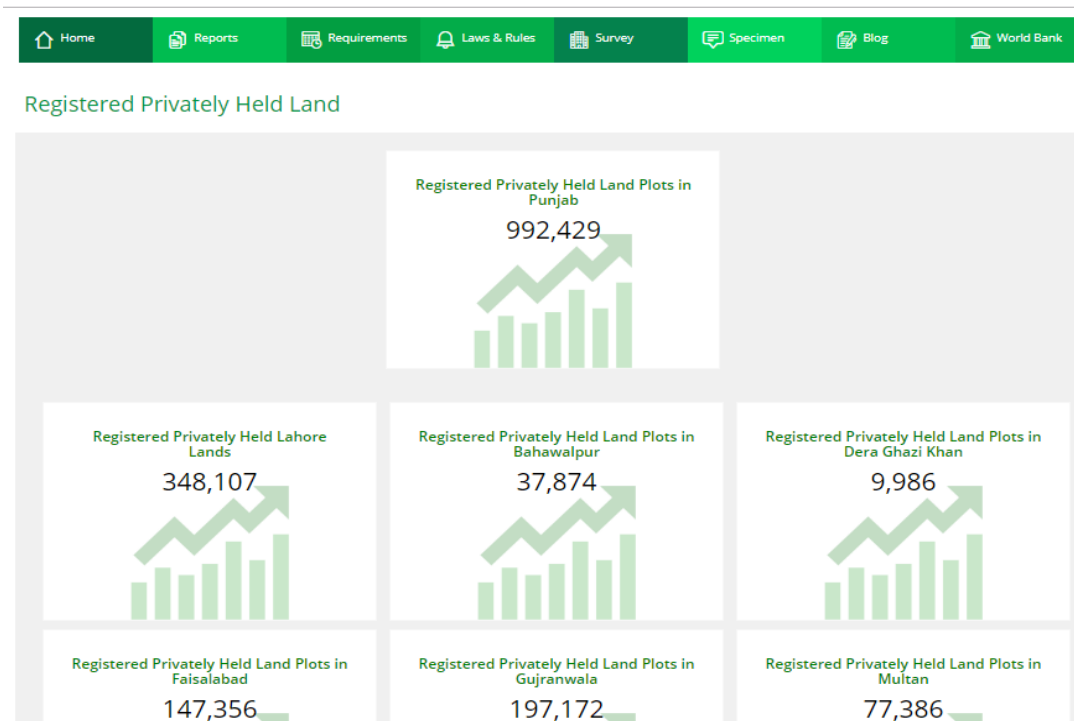 Home Reports Requirements Laws & Rules Survey Specimen Blog World Bank
Registered Privately Held Land
Registered Privately Held Land Plots in
Punjab
992,429
Registered Privately Held Lahore
Lands
348,107
Registered Privately Held Land Plots in
Bahawalpur
37,874
Registered Privately Held Land Plots in
Dera Ghazi Khan
9,986
Registered Privately Held Land Plots in
Faisalabad
147,356
Registered Privately Held Land Plots in
Gujranwala
197,172
Registered Privately Held Land Plots in
Multan
77,386